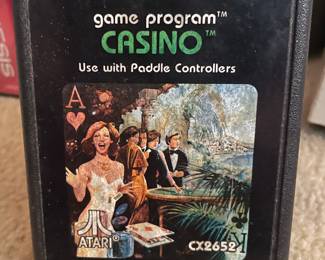 game program™
CASINO™
Use with Paddle Controllers
A
ATARI®
CX2652